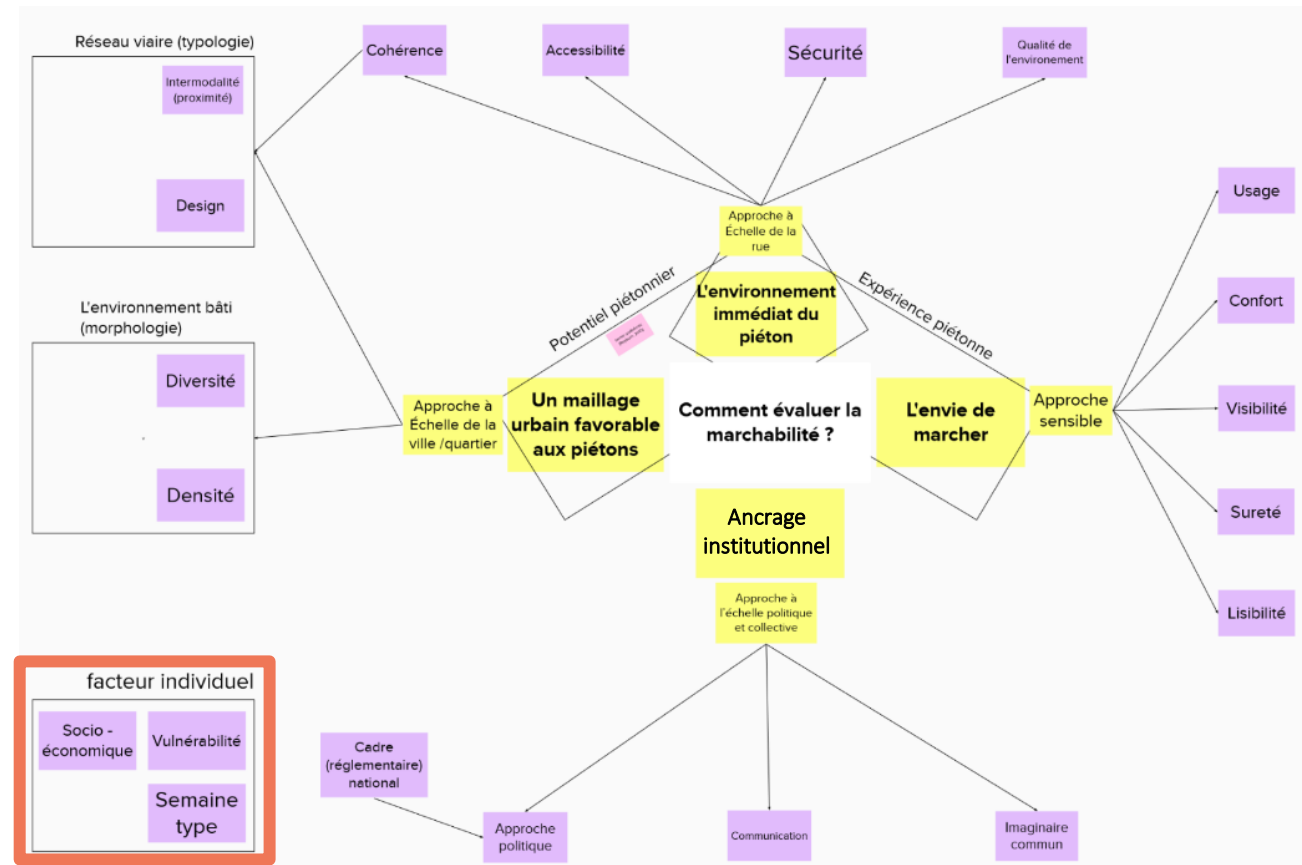 Réseau viaire (typologie)
Intermodalité
(proximité)
Design
Cohérence
Accessibilité
Sécurité
Qualité de
l'environement
L'environnement bâti
(morphologie)
Diversité
Densité
Approche à
Échelle de la
rue
L'environnement
immédiat du
piéton
Potentiel piétonnier
Expérience piétonne
Approche à
Échelle de la
ville /quartier
Un maillage
urbain favorable
aux piétons
Comment évaluer la
marchabilité ?
L'envie de
marcher
Approche
sensible
Usage
Confort
Visibilité
Sureté
Lisibilité
Ancrage
institutionnel
Approche à
l'échelle politique
et collective
facteur individuel
Socio -
économique
Vulnérabilité
Semaine
type
Cadre
(réglementaire)
national
Approche
politique
Communication
Imaginaire
commun